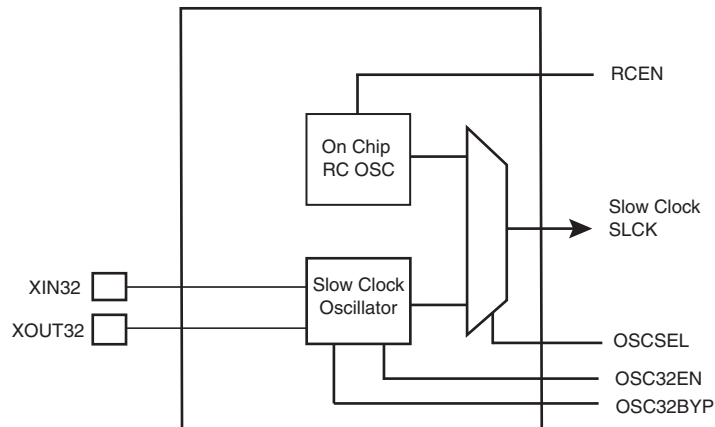 RCEN
On Chip
RC OSC
Slow Clock
SLCK
XIN32
Slow Clock
Oscillator
XOUT32
OSCSEL
OSC32EN
OSC32BYP